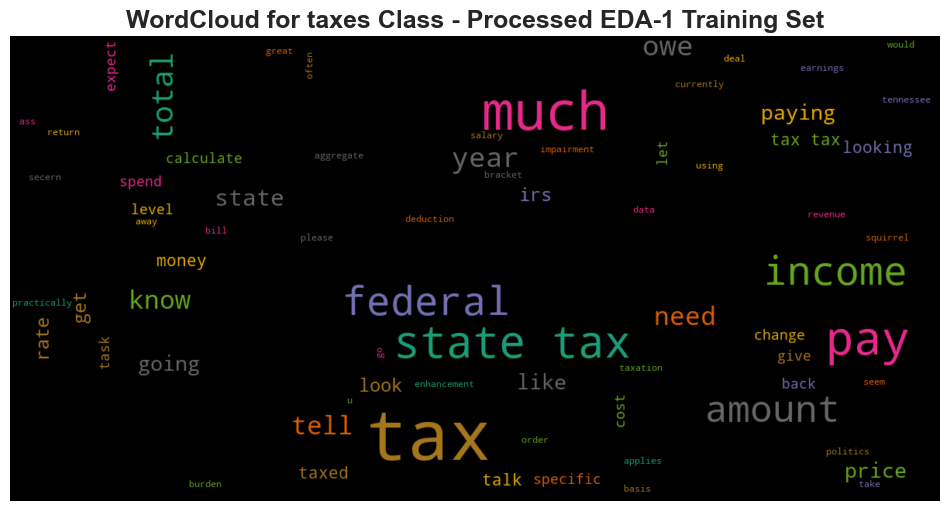 WordCloud for taxes Class - Processed EDA-1 Training Set
expect
great
often
total
owe
deal
would
earnings
currently
tennessee
ass
return
much
paying
salary
tax tax
looking
calculate
aggregate
year
impairment
let
using
bracket
secern
spend
state
irs
level
away
data
revenue
deduction
bill
please
squirrel
money
income
practically
know
get
federal
need
rate
task
going
state tax
change
pay
go
give
look
enhancement
like
taxation
back
seem
u
cost
amount
tell
tax
order
politics
taxed
talk
specific
applies
price
burden
basis
take